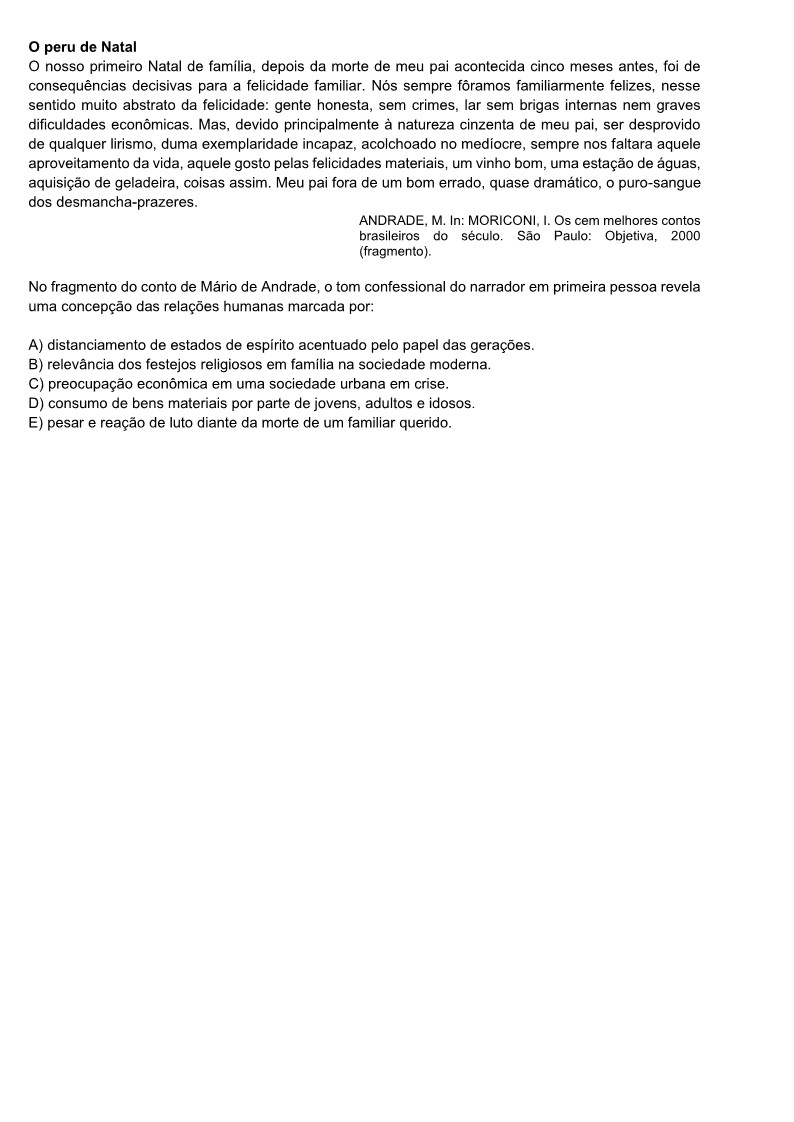 O peru de Natal
O nosso primeiro Natal de família, depois da morte de meu pai acontecida cinco meses antes, foi de
consequências decisivas para a felicidade familiar. Nós sempre fôramos familiarmente felizes, nesse
sentido muito abstrato da felicidade: gente honesta, sem crimes, lar sem brigas internas nem graves
dificuldades econômicas. Mas, devido principalmente à natureza cinzenta de meu pai, ser desprovido
de qualquer lirismo, duma exemplaridade incapaz, acolchoado no medíocre, sempre nos faltara aquele
aproveitamento da vida, aquele gosto pelas felicidades materiais, um vinho bom, uma estação de águas,
aquisição de geladeira, coisas assim. Meu pai fora de um bom errado, quase dramático, o puro-sangue
dos desmancha-prazeres.
ANDRADE, M. In: MORICONI, I. Os cem melhores contos
brasileiros do século. São Paulo: Objetiva, 2000
(fragmento).
No fragmento do conto de Mário de Andrade, o tom confessional do narrador em primeira pessoa revela
uma concepção das relações humanas marcada por:
A) distanciamento de estados de espírito acentuado pelo papel das gerações.
B) relevância dos festejos religiosos em família na sociedade moderna.
C) preocupação econômica em uma sociedade urbana em crise.
D) consumo de bens materiais por parte de jovens, adultos e idosos.
E) pesar e reação de luto diante da morte de um familiar querido.